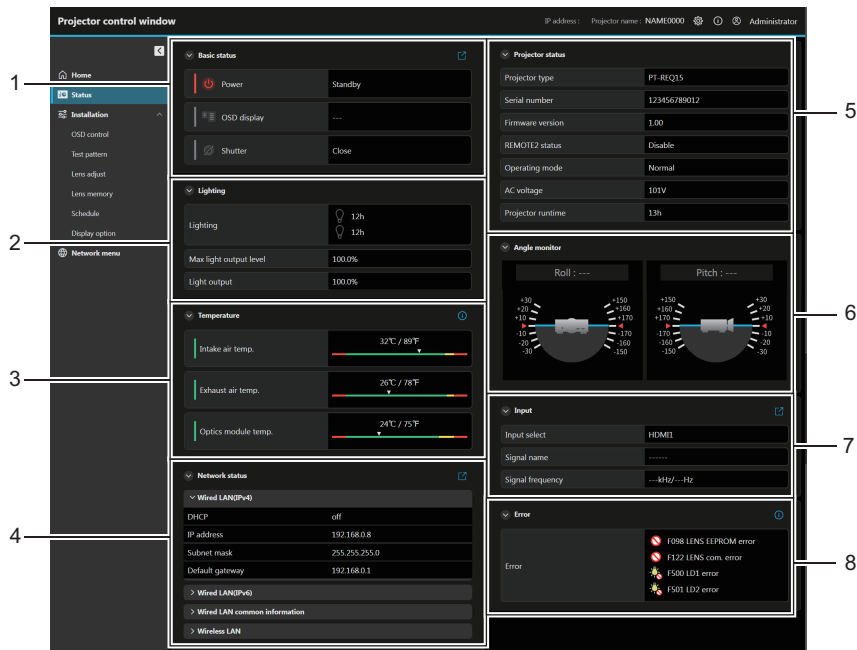 Projector control window
IP address : Projector name : NAME0000 Administrator
Home
Status
Installation
OSD control
Test pattern
Lens adjust
Lens memory
Schedule
Display option
Network menu
1
Basic status
Power Standby
OSD display ---
Shutter Close
2
Lighting
Lighting 12h
12h
Max light output level 100.0%
Light output 100.0%
3
Temperature
Intake air temp. 32℃ / 89℉
Exhaust air temp. 26℃ / 78℉
Optics module temp. 24℃ / 75℉
4
Network status
Wired LAN(IPv4)
DHCP off
IP address 192.168.0.8
Subnet mask 255.255.255.0
Default gateway 192.168.0.1
Wired LAN(IPv6)
Wired LAN common information
Wireless LAN
5
Projector status
Projector type PT-REQ15
Serial number 123456789012
Firmware version 1.00
REMOTE2 status Disable
Operating mode Normal
AC voltage 101V
Projector runtime 13h
6
Angle monitor
Roll : --- Pitch : ---
+30 +150 +150 +30
+20 +160 +160 +20
+10 +170 +170 +10
-10 -170 -170 -10
-20 -160 -160 -20
-30 -150 -150 -30
7
Input
Input select HDMI1
Signal name ------
Signal frequency ---kHz/---Hz
8
Error
Error
F098 LENS EEPROM error
F122 LENS com. error
F500 LD1 error
F501 LD2 error